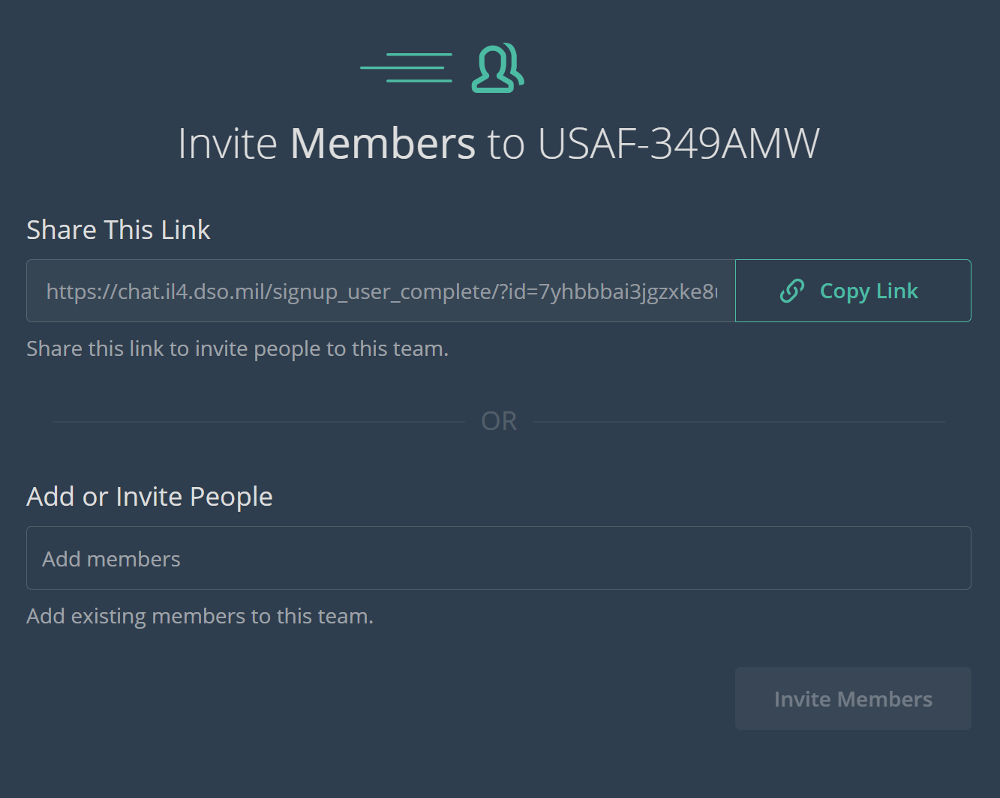 Invite Members to USAF-349AMW
Share This Link
https://chat.il4.dso.mil/signup_user_complete/?id=7yhbbbai3jgzxke8
Copy Link
Share this link to invite people to this team.
OR
Add or Invite People
Add members
Add existing members to this team.
Invite Members